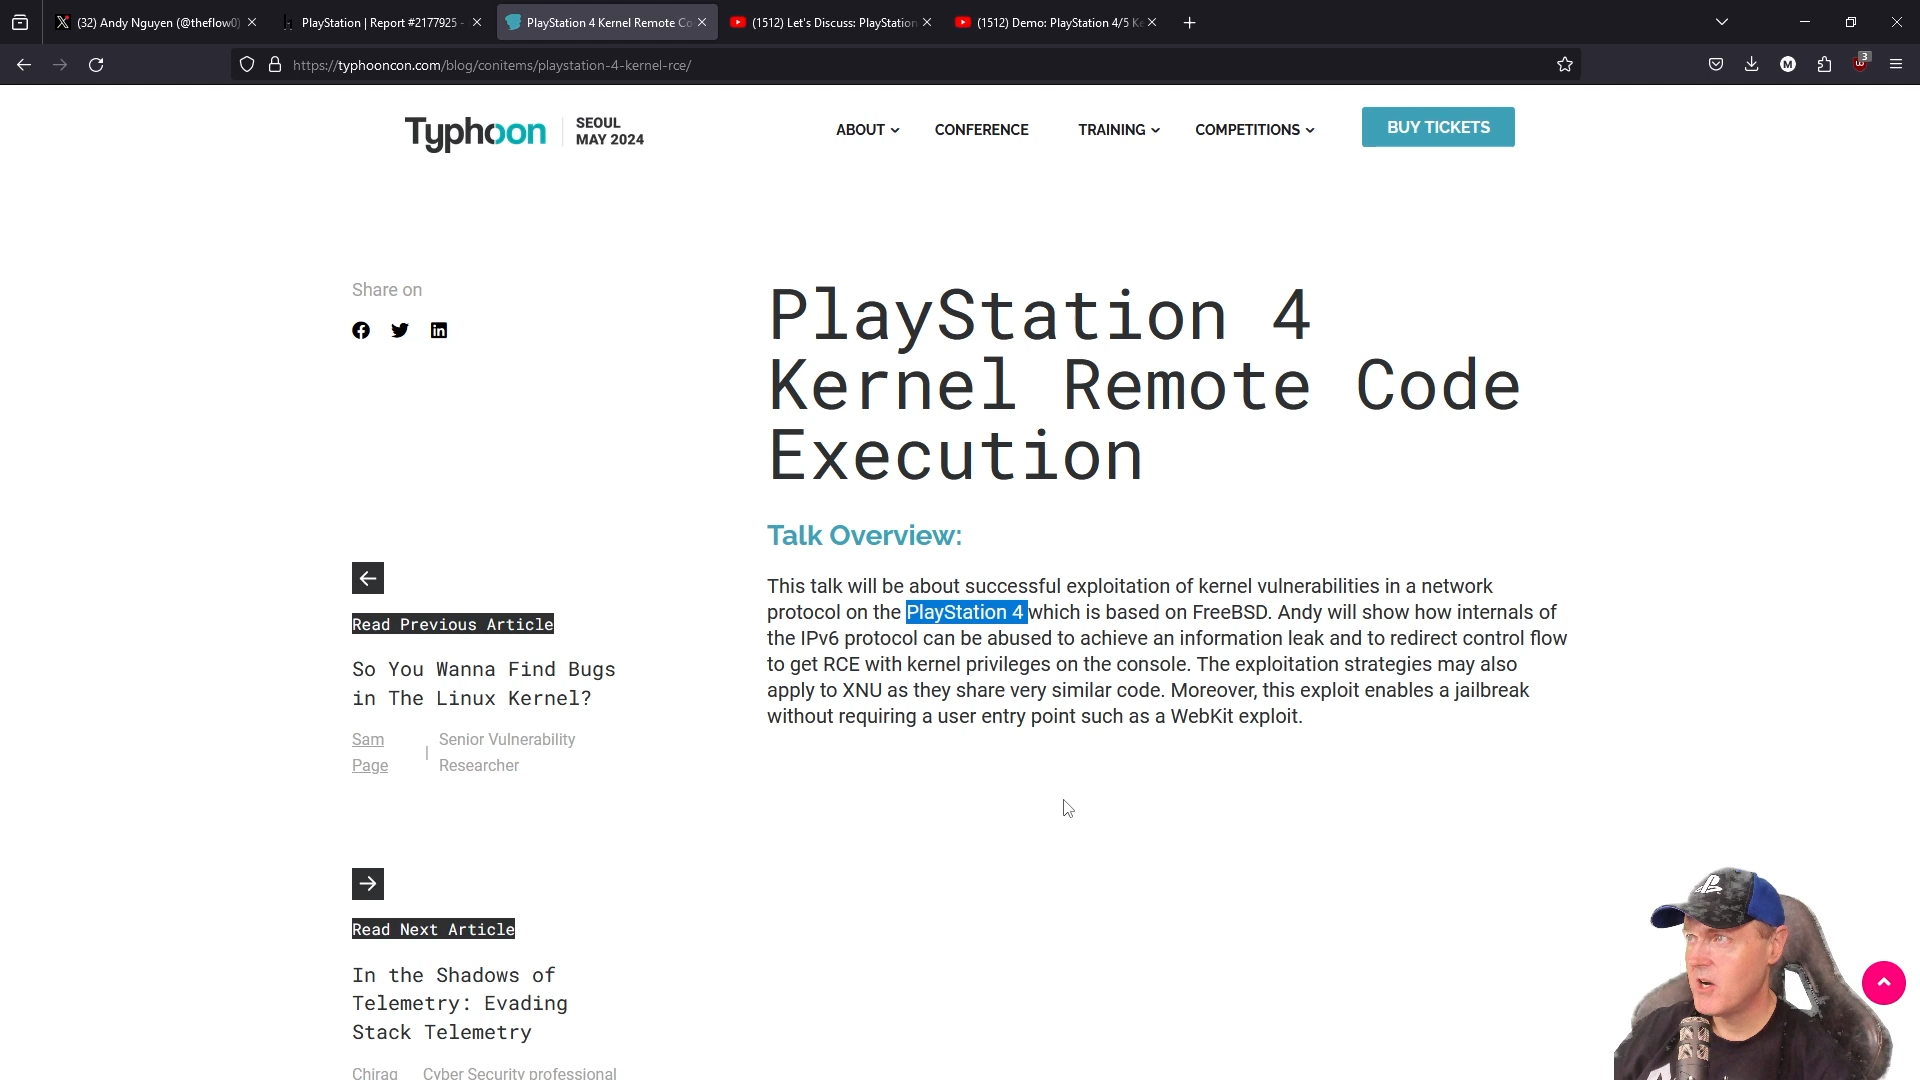 (32) Andy Nguyen (@theflow0)
PlayStation | Report #2177925 -
PlayStation 4 Kernel Remote Co
(1512) Let's Discuss: PlayStation
(1512) Demo: PlayStation 4/5 Ke
https://typhooncon.com/blog/conitems/playstation-4-kernel-rce/
M
3
Typhoon
SEOUL
MAY 2024
ABOUT
CONFERENCE
TRAINING
COMPETITIONS
BUY TICKETS
Share on
PlayStation 4
Kernel Remote Code
Execution
Talk Overview:
This talk will be about successful exploitation of kernel vulnerabilities in a network
protocol on the PlayStation 4 which is based on FreeBSD. Andy will show how internals of
the IPv6 protocol can be abused to achieve an information leak and to redirect control flow
to get RCE with kernel privileges on the console. The exploitation strategies may also
apply to XNU as they share very similar code. Moreover, this exploit enables a jailbreak
without requiring a user entry point such as a WebKit exploit.
Read Previous Article
So You Wanna Find Bugs
in The Linux Kernel?
Sam
Page
|
Senior Vulnerability
Researcher
Read Next Article
In the Shadows of
Telemetry: Evading
Stack Telemetry
Chirag
Cyber Security professional